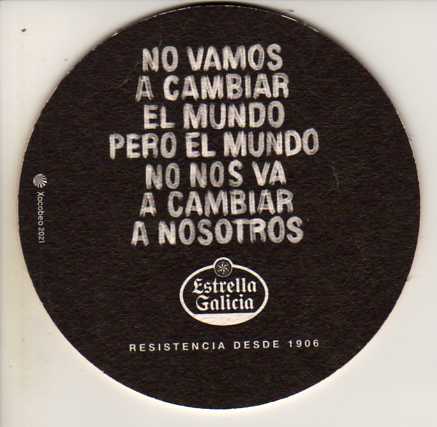 NO VAMOS
A CAMBIAR
EL MUNDO
PERO EL MUNDO
NO NOS VA
A CAMBIAR
A NOSOTROS
Xacobeo 2021
Estrella
Galicia
RESISTENCIA DESDE 1906